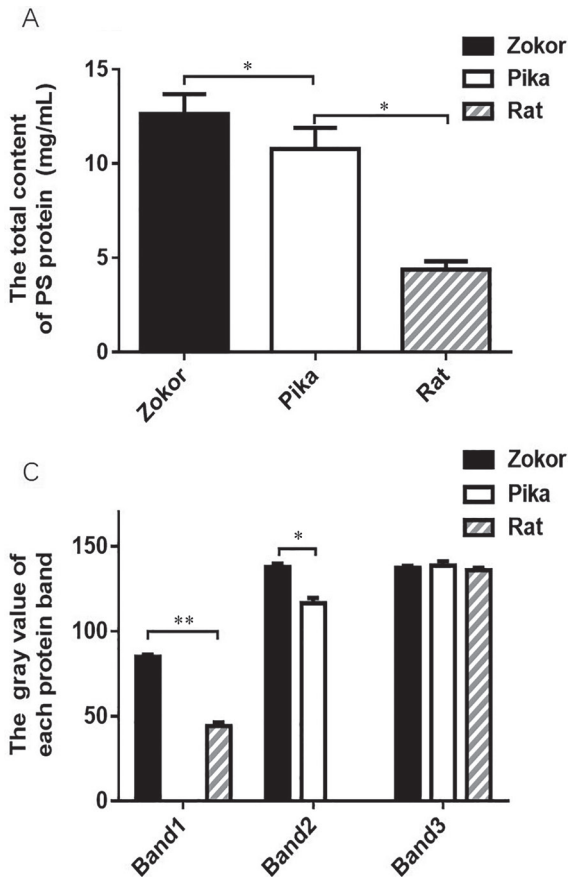 A
Zokor
Pika
Rat
The total content
of PS protein (mg/mL)
15
10
5
0
*
*
Zokor
Pika
Rat
C
Zokor
Pika
Rat
The gray value of
each protein band
150
100
50
0
**
*
Band1
Band2
Band3